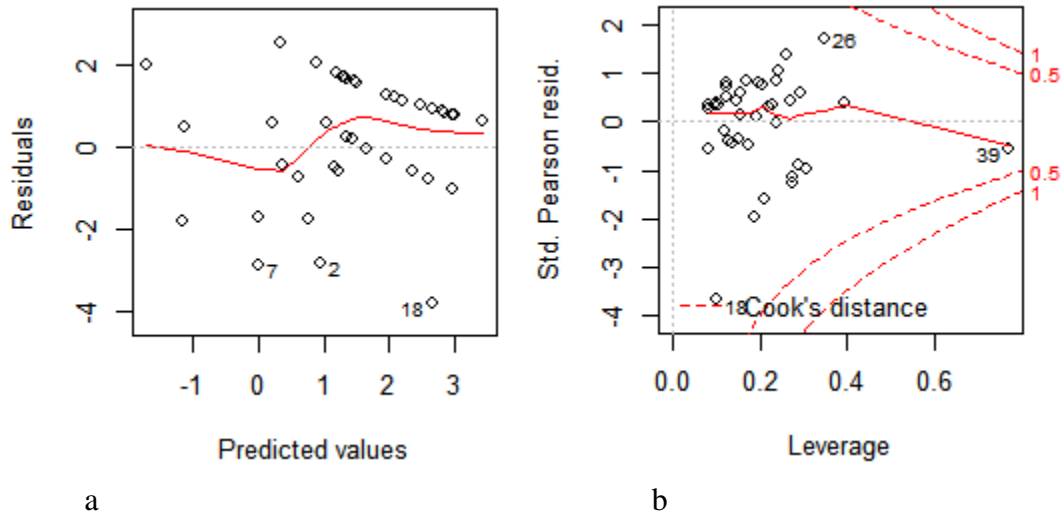 Residuals
2
0
-2
-4
7
2
18
-1 0 1 2 3
Predicted values
a
Std. Pearson resid.
2
1
0
-1
-2
-3
-4
26
39
18
Cook's distance
1
0.5
0.5
1
0.0 0.2 0.4 0.6
Leverage
b